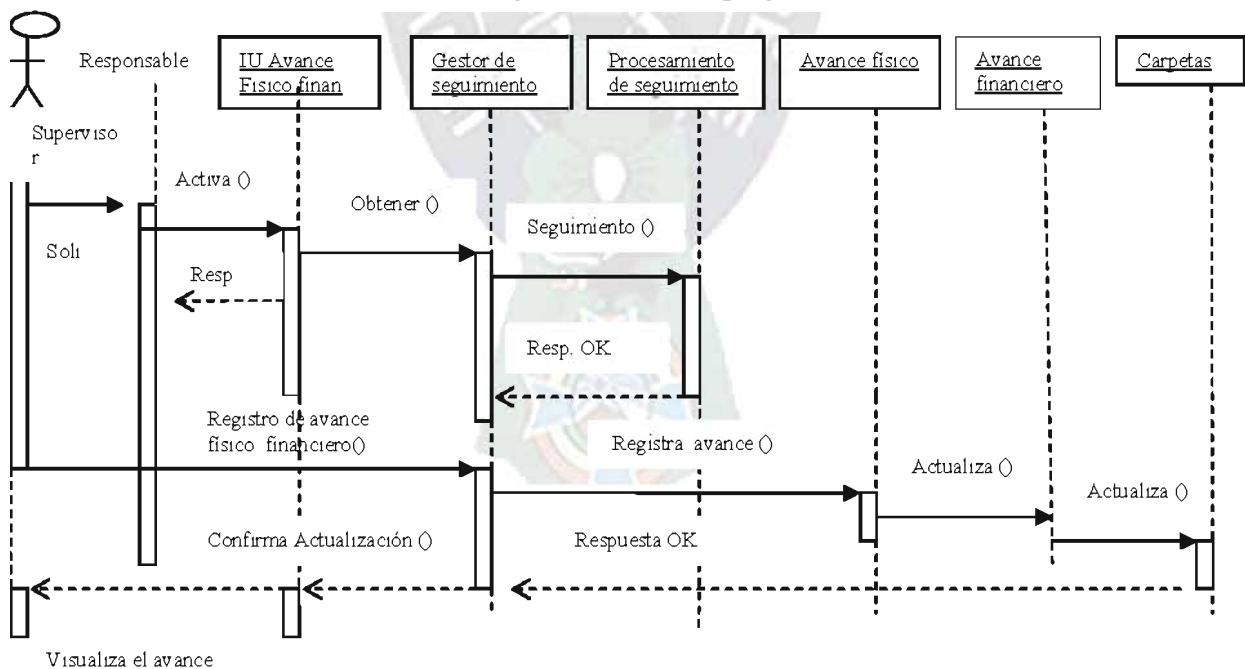 Responsable
IU Avance
Fisico finan
Gestor de
seguimiento
Procesamiento
de seguimiento
Avance físico
Avance
financiero
Carpetas
Superviso
r
Activa ()
Obtener ()
Seguimiento ()
Soli
Resp
Resp. OK
Registro de avance
físico financiero()
Registra avance ()
Actualiza ()
Actualiza ()
Confirma Actualización ()
Respuesta OK
Visualiza el avance